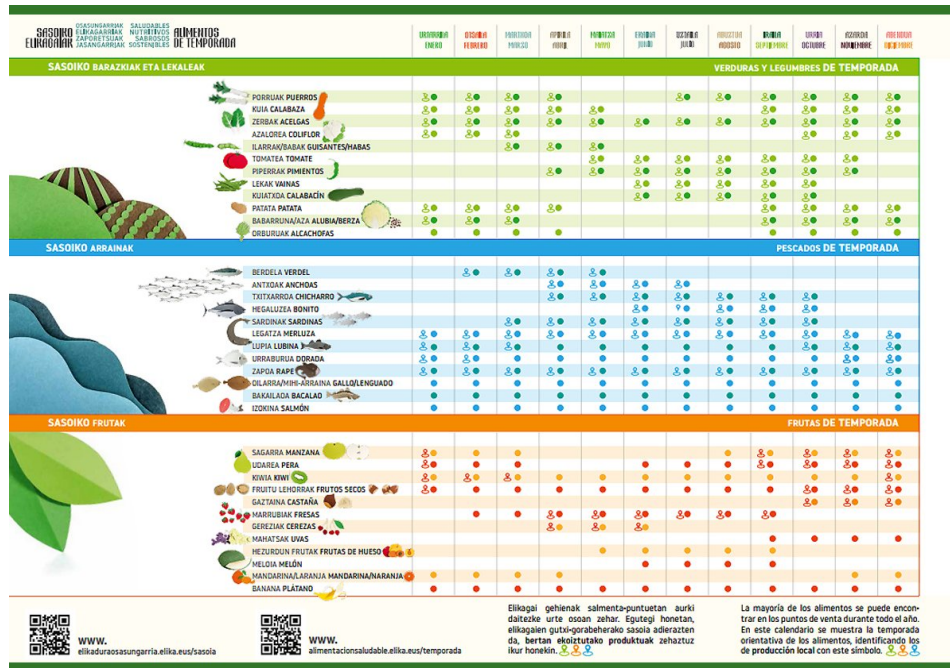 SASOIKO OSASUNGARRIAK SALUDABLES ALIMENTOS
ELIKAGARRIAK NUTRITIVOS
ELIKAGAIAK ZAPORETSUAK SABROSOS DE TEMPORADA
JASANGARRIAK SOSTENIBLES
URTARRILA OTSAILA MARTXOA APIRILA MAIATZA EKAINA UZTAILA ABUZTUA IRAILA URRIA AZAROA ABENDUA
ENERO FEBRERO MARZO ABRIL MAYO JUNIO JULIO AGOSTO SEPTIEMBRE OCTUBRE NOVIEMBRE DICIEMBRE
SASOIKO BARAZKIAK ETA LEKALEAK VERDURAS Y LEGUMBRES DE TEMPORADA
PORRUAK PUERROS
KUIA CALABAZA
ZERBAK ACELGAS
AZALOREA COLIFLOR
ILARRAK/BABAK GUISANTES/HABAS
TOMATEA TOMATE
PIPERRAK PIMIENTOS
LEKAK VAINAS
KUIATXOA CALABACÍN
PATATA PATATA
BABARRUNA/AZA ALUBIA/BERZA
ORBURUAK ALCACHOFAS
SASOIKO ARRAINAK PESCADOS DE TEMPORADA
BERDELA VERDEL
ANTXOAK ANCHOAS
TXITXARROA CHICHARRO
HEGALUZEA BONITO
SARDINAK SARDINAS
LEGATZA MERLUZA
LUPIA LUBINA
URRABURUA DORADA
ZAPOA RAPE
OILARRA/MIHI-ARRAINA GALLO/LENGUADO
BAKAILAOA BACALAO
IZOKINA SALMÓN
SASOIKO FRUTAK FRUTAS DE TEMPORADA
SAGARRA MANZANA
UDAREA PERA
KIWIA KIWI
FRUITU LEHORRAK FRUTOS SECOS
GAZTAINA CASTAÑA
MARRUBIAK FRESAS
GEREZIAK CEREZAS
MAHATSAK UVAS
HEZURDUN FRUTAK FRUTAS DE HUESO
MELOIA MELÓN
MANDARINA/LARANJA MANDARINA/NARANJA
BANANA PLÁTANO
WWW.
elikaduraosasungarria.elika.eus/sasoia
WWW.
alimentacionsaludable.elika.eus/temporada
Elikagai gehienak salmenta-puntuetan aurki
daitezke urte osoan zehar. Egutegi honetan,
elikagaien gutxi-gorabeherako sasoia adierazten
da, bertan ekoiztutako produktuak zehaztuz
ikur honekin.
La mayoría de los alimentos se puede encon-
trar en los puntos de venta durante todo el año.
En este calendario se muestra la temporada
orientativa de los alimentos, identificando los
de producción local con este símbolo.